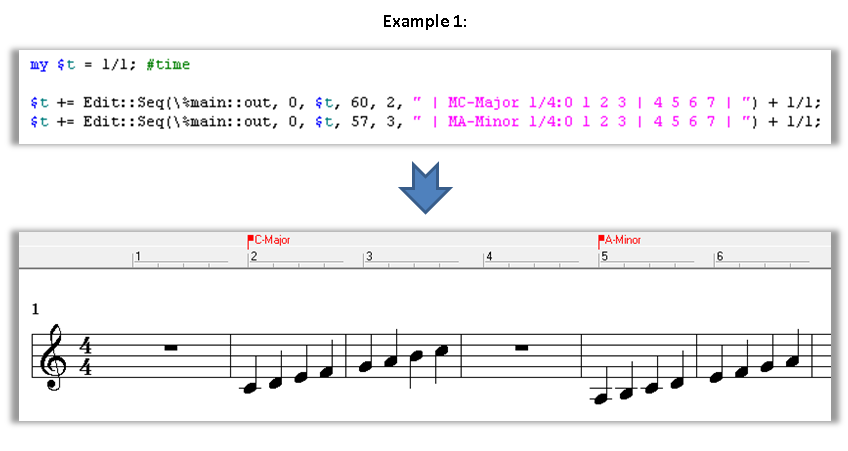 Example 1:
my $t = 1/1; #time
$t += Edit::Seq(\%main::out, 0, $t, 60, 2, " | MC-Major 1/4:0 1 2 3 | 4 5 6 7 | ") + 1/1;
$t += Edit::Seq(\%main::out, 0, $t, 57, 3, " | MA-Minor 1/4:0 1 2 3 | 4 5 6 7 | ") + 1/1;
C-Major A-Minor
1 2 3 4 5 6
1
4
4